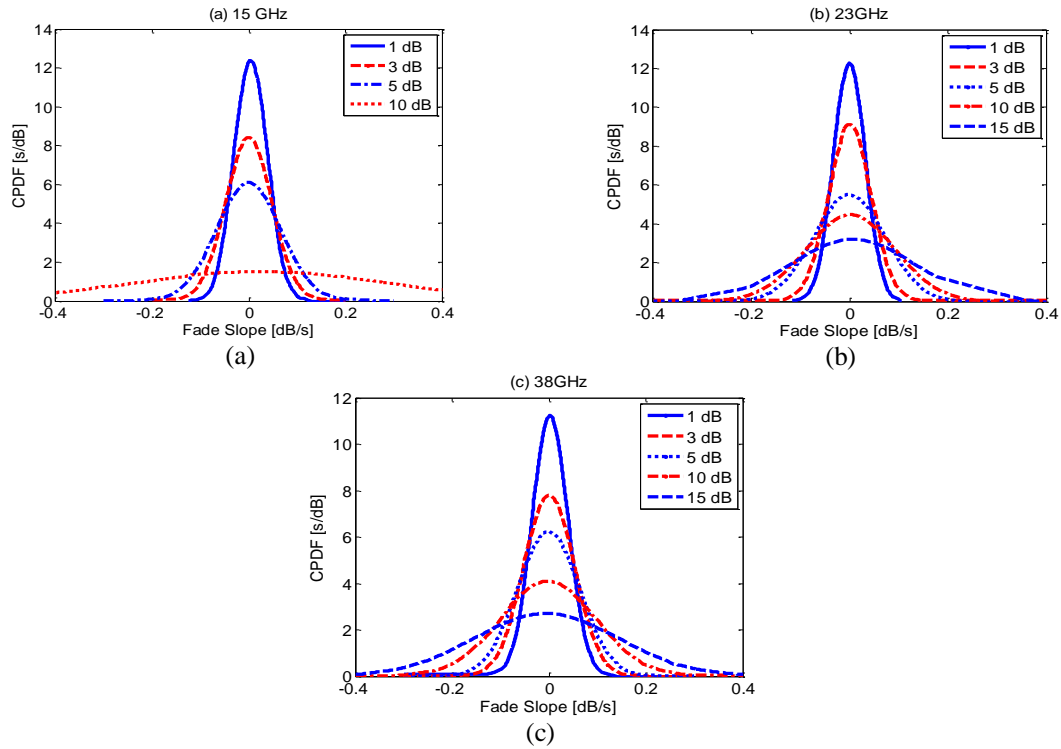 (a) 15 GHz
14
12
10
8
6
4
2
0
CPDF [s/dB]
-0.4 -0.2 0 0.2 0.4
Fade Slope [dB/s]
1 dB
3 dB
5 dB
10 dB
(a)
(b) 23GHz
14
12
10
8
6
4
2
0
CPDF [s/dB]
-0.4 -0.2 0 0.2 0.4
Fade Slope [dB/s]
1 dB
3 dB
5 dB
10 dB
15 dB
(b)
(c) 38GHz
12
10
8
6
4
2
0
CPDF [s/dB]
-0.4 -0.2 0 0.2 0.4
Fade Slope [dB/s]
1 dB
3 dB
5 dB
10 dB
15 dB
(c)